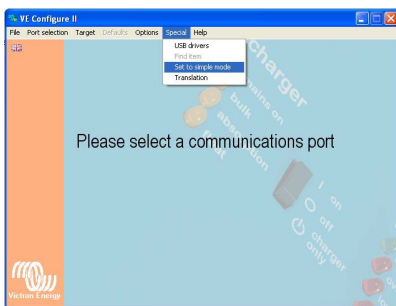 VE Configure II
File Port selection Target Defaults Options Special Help
USB drivers
Find item
Set to simple mode
Translation
charger
mains on
bulk
absorption
float
Please select a communications port
I on
O off
charger
only
Victron Energy